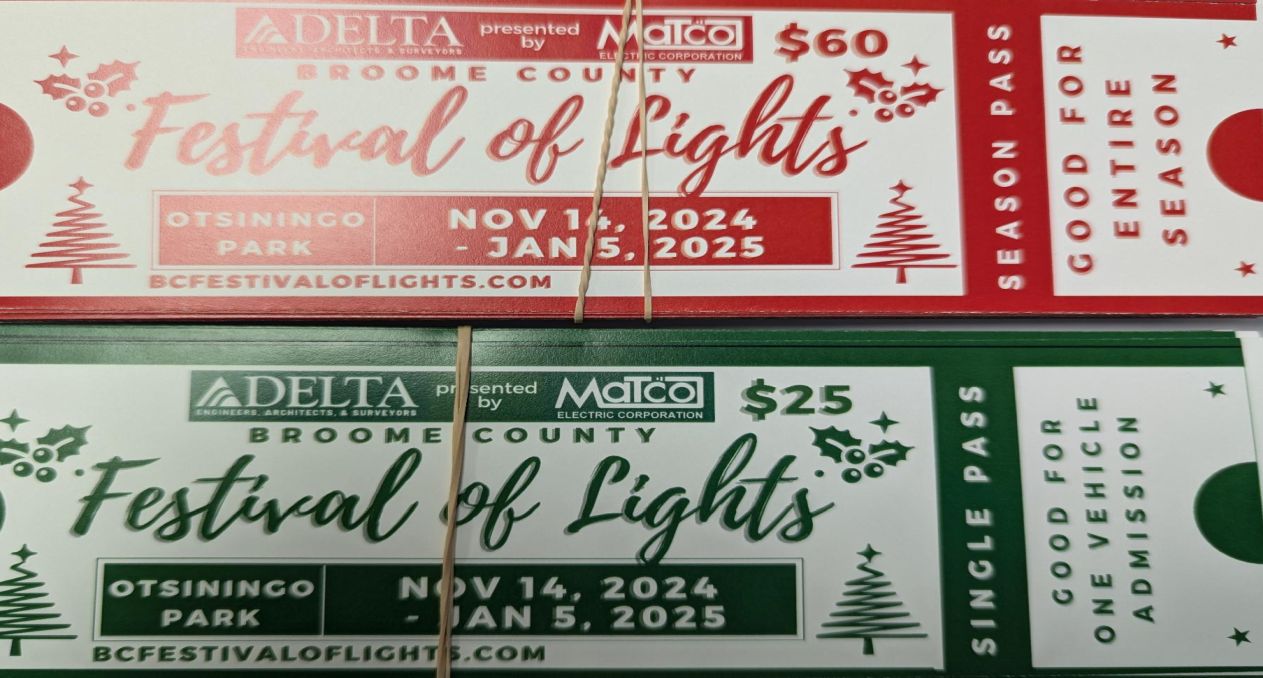 DELTA
ENGINEERS, ARCHITECTS, & SURVEYORS
presented
by
MaTco
ELECTRIC CORPORATION
$60
BROOME COUNTY
Festival of Lights
OTSININGO
PARK
NOV 14, 2024
- JAN 5, 2025
BCFESTIVALOFLIGHTS.COM
SEASON PASS
GOOD FOR
ENTIRE
SEASON
DELTA
ENGINEERS, ARCHITECTS, & SURVEYORS
presented
by
MaTco
ELECTRIC CORPORATION
$25
BROOME COUNTY
Festival of Lights
OTSININGO
PARK
NOV 14, 2024
- JAN 5, 2025
BCFESTIVALOFLIGHTS.COM
SINGLE PASS
GOOD FOR
ONE VEHICLE
ADMISSION